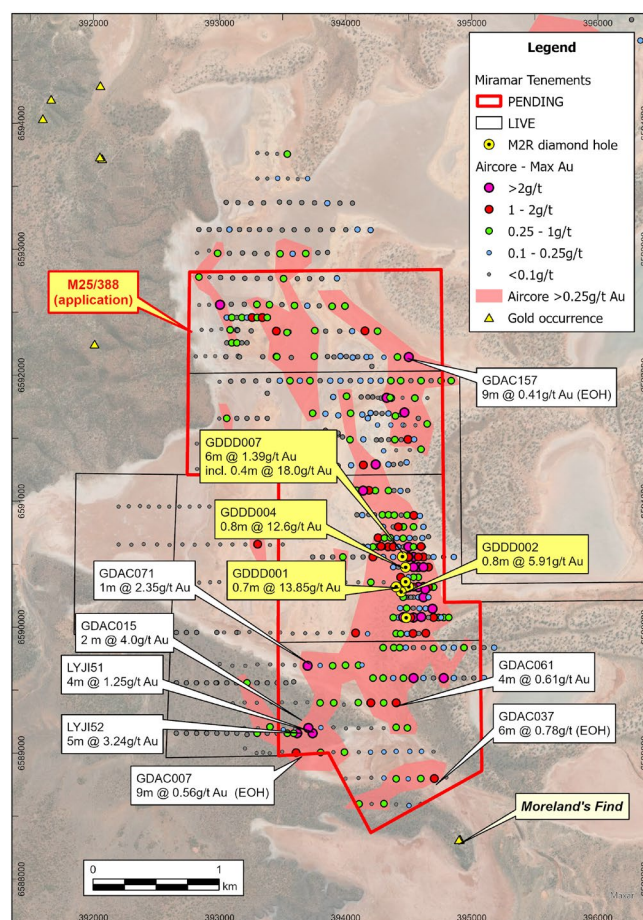 392000
393000
394000
395000
396000
Legend
Miramar Tenements
PENDING
LIVE
M2R diamond hole
Aircore - Max Au
>2g/t
1 - 2g/t
0.25 - 1g/t
0.1 - 0.25g/t
<0.1g/t
Aircore >0.25g/t Au
Gold occurrence
6594000
6593000
6592000
6591000
6590000
6589000
6588000
M25/388
(application)
GDAC157
9m @ 0.41g/t Au (EOH)
GDDD007
6m @ 1.39g/t Au
incl. 0.4m @ 18.0g/t Au
GDDD004
0.8m @ 12.6g/t Au
GDDD002
0.8m @ 5.91g/t Au
GDDD001
0.7m @ 13.85g/t Au
GDAC071
1m @ 2.35g/t Au
GDAC015
2 m @ 4.0g/t Au
LYJI51
4m @ 1.25g/t Au
LYJI52
5m @ 3.24g/t Au
GDAC061
4m @ 0.61g/t Au
GDAC037
6m @ 0.78g/t (EOH)
GDAC007
9m @ 0.56g/t Au (EOH)
Moreland's Find
0 1
km
Maxar
392000
393000
394000
395000
396000